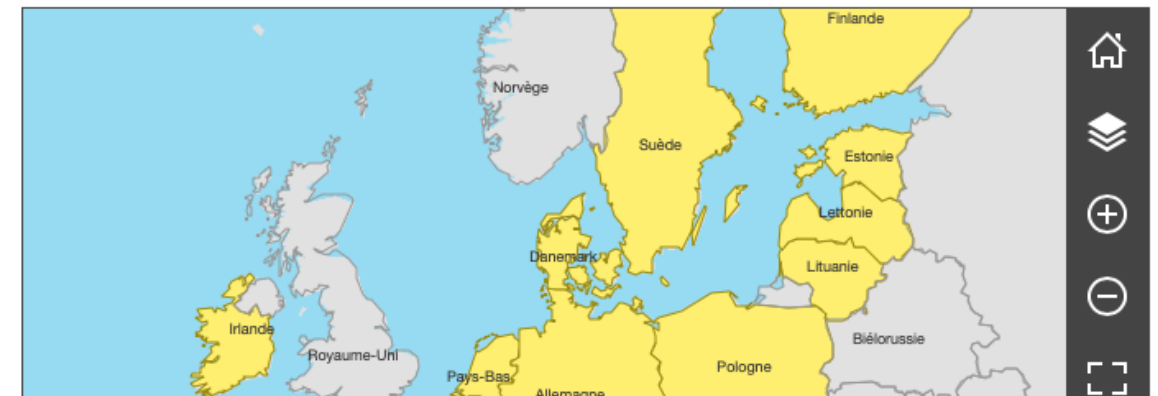 Finlande
Norvège
Suède
Estonie
Lettonie
Danemark
Lituanie
Irlande
Biélorussie
Royaume-Uni
Pologne
Pays-Bas
Allemagne